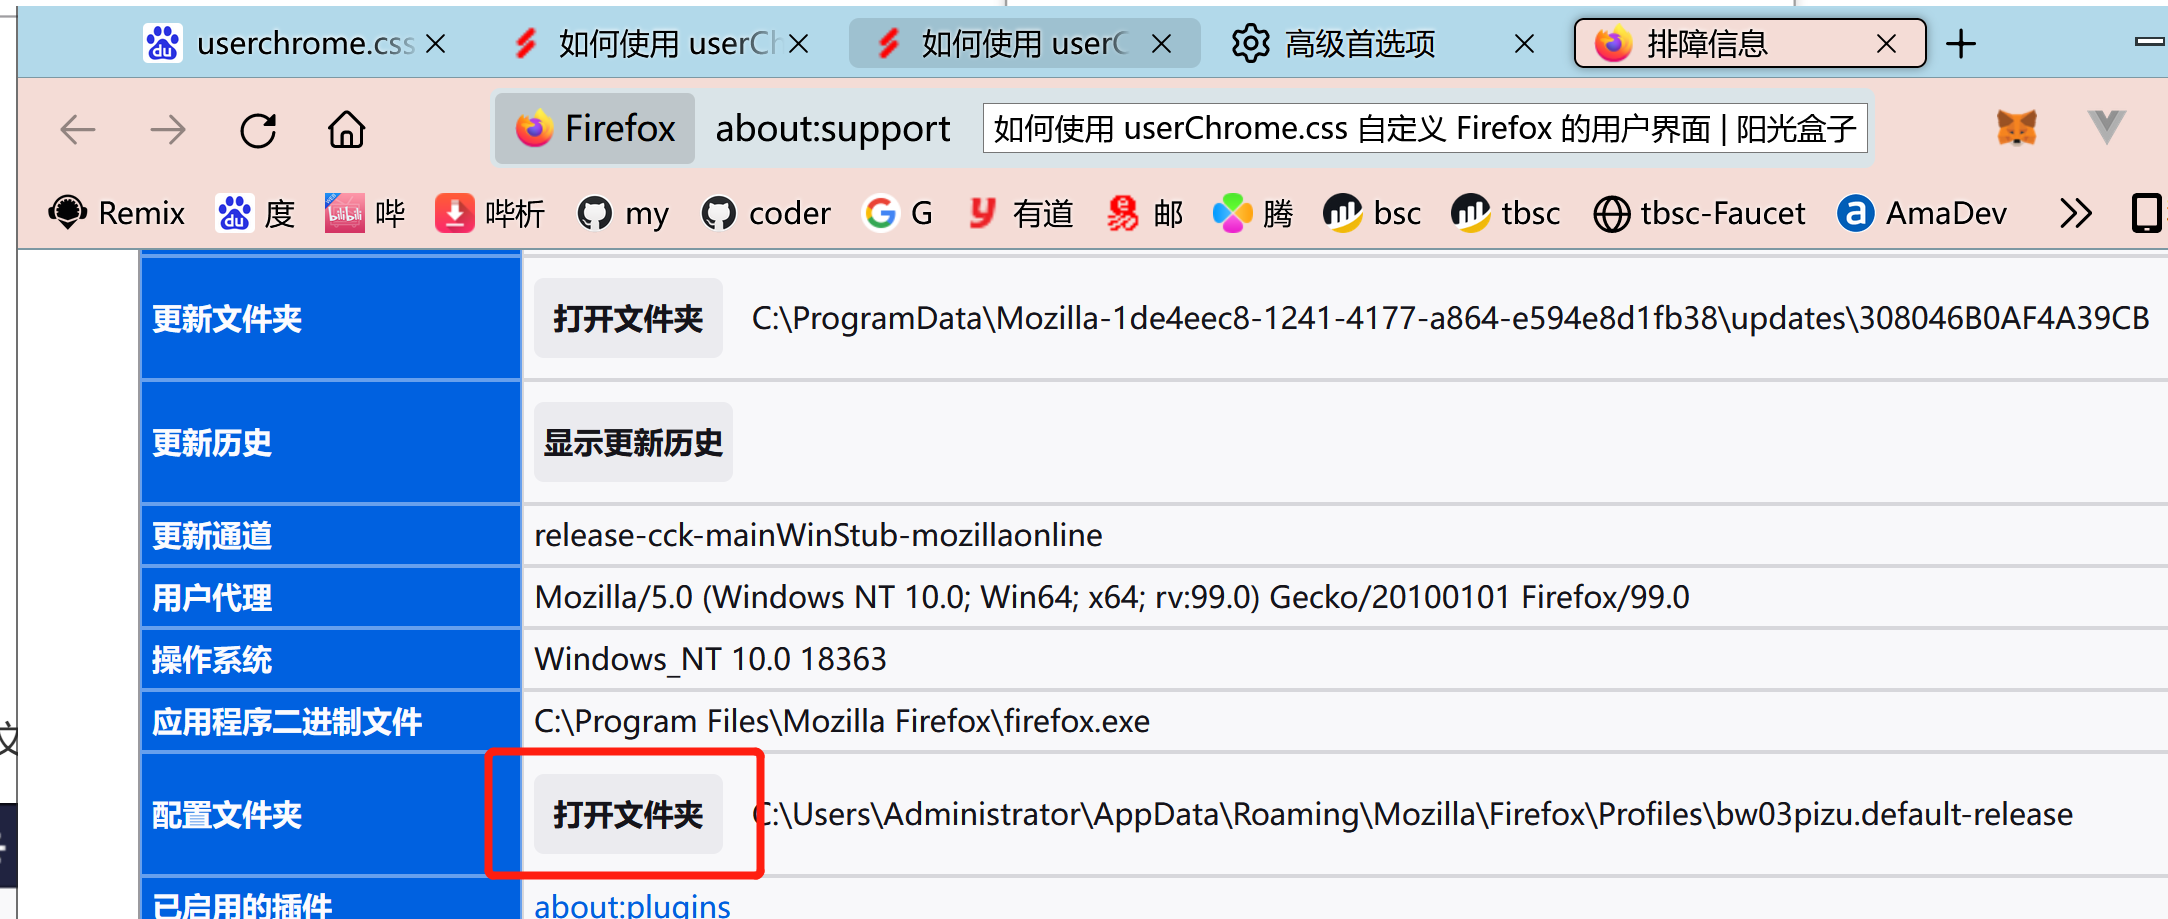 userchrome.css
如何使用 userCh
如何使用 userC
高级首选项
排障信息
Firefox
about:support
如何使用 userChrome.css 自定义 Firefox 的用户界面 | 阳光盒子
Remix
度
哔
哔析
my
coder
G
有道
邮
腾
bsc
tbsc
tbsc-Faucet
AmaDev
更新文件夹
打开文件夹
C:\ProgramData\Mozilla-1de4eec8-1241-4177-a864-e594e8d1fb38\updates\308046B0AF4A39CB
更新历史
显示更新历史
更新通道
release-cck-mainWinStub-mozillaonline
用户代理
Mozilla/5.0 (Windows NT 10.0; Win64; x64; rv:99.0) Gecko/20100101 Firefox/99.0
操作系统
Windows_NT 10.0 18363
应用程序二进制文件
C:\Program Files\Mozilla Firefox\firefox.exe
配置文件夹
打开文件夹
C:\Users\Administrator\AppData\Roaming\Mozilla\Firefox\Profiles\bw03pizu.default-release
已启用的插件
about:plugins